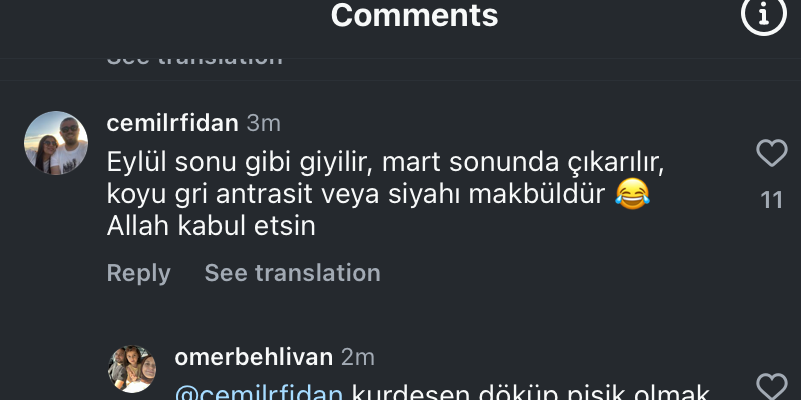 Comments
See translation
cemilrfidan 3m
Eylül sonu gibi giyilir, mart sonunda çıkarılır,
koyu gri antrasit veya siyahı makbüldür 😂
Allah kabul etsin
11
Reply See translation
omerbehlivan 2m
@cemilrfidan kurdeşen döküp pişik olmak